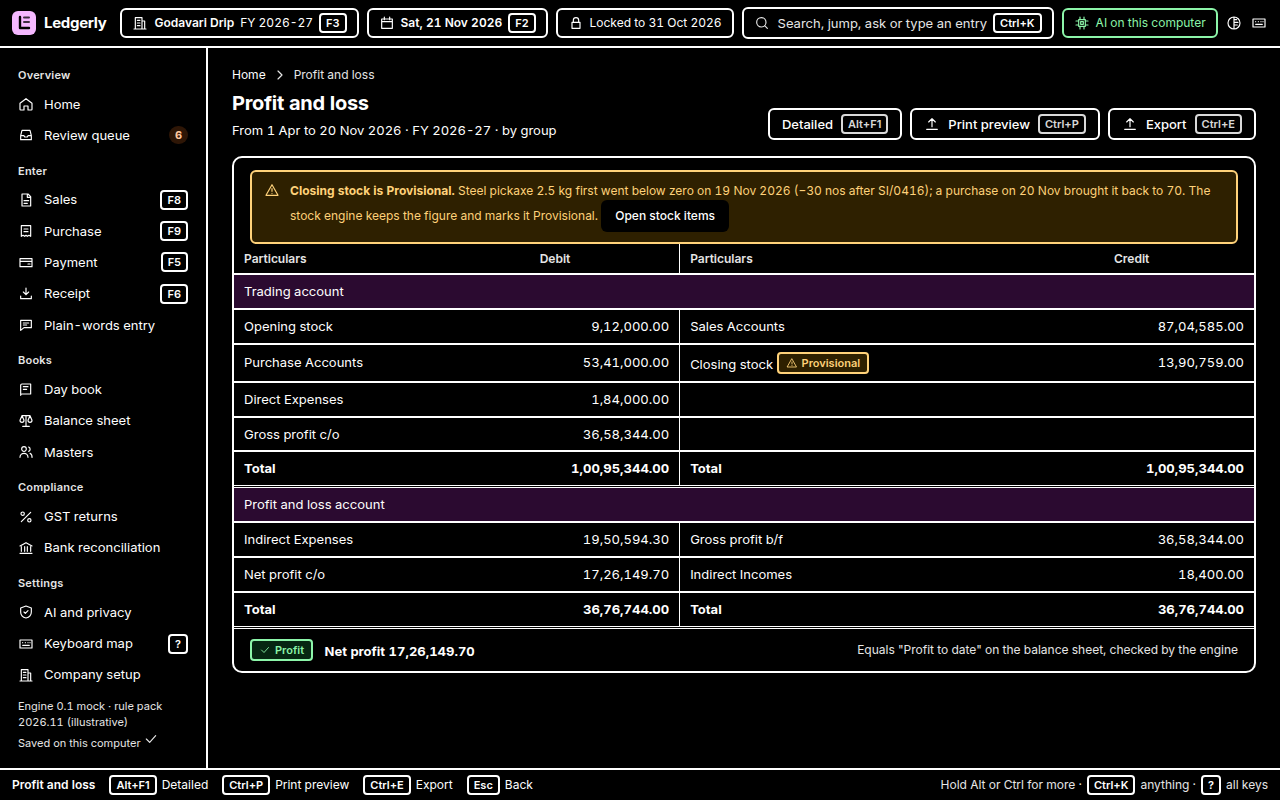 Ledgerly
Godavari Drip FY 2026-27 F3
Sat, 21 Nov 2026 F2
Locked to 31 Oct 2026
Search, jump, ask or type an entry Ctrl+K
AI on this computer
Overview
Home
Review queue 6
Enter
Sales F8
Purchase F9
Payment F5
Receipt F6
Plain-words entry
Books
Day book
Balance sheet
Masters
Compliance
GST returns
Bank reconciliation
Settings
AI and privacy
Keyboard map ?
Company setup
Engine 0.1 mock · rule pack
2026.11 (illustrative)
Saved on this computer
Home > Profit and loss
Profit and loss
From 1 Apr to 20 Nov 2026 · FY 2026-27 · by group
Detailed Alt+F1
Print preview Ctrl+P
Export Ctrl+E
Closing stock is Provisional. Steel pickaxe 2.5 kg first went below zero on 19 Nov 2026 (−30 nos after SI/0416); a purchase on 20 Nov brought it back to 70. The
stock engine keeps the figure and marks it Provisional. Open stock items
Particulars Debit Particulars Credit
Trading account
Opening stock 9,12,000.00 Sales Accounts 87,04,585.00
Purchase Accounts 53,41,000.00 Closing stock Provisional 13,90,759.00
Direct Expenses 1,84,000.00
Gross profit c/o 36,58,344.00
Total 1,00,95,344.00 Total 1,00,95,344.00
Profit and loss account
Indirect Expenses 19,50,594.30 Gross profit b/f 36,58,344.00
Net profit c/o 17,26,149.70 Indirect Incomes 18,400.00
Total 36,76,744.00 Total 36,76,744.00
Profit Net profit 17,26,149.70 Equals "Profit to date" on the balance sheet, checked by the engine
Profit and loss Alt+F1 Detailed Ctrl+P Print preview Ctrl+E Export Esc Back
Hold Alt or Ctrl for more · Ctrl+K anything · ? all keys